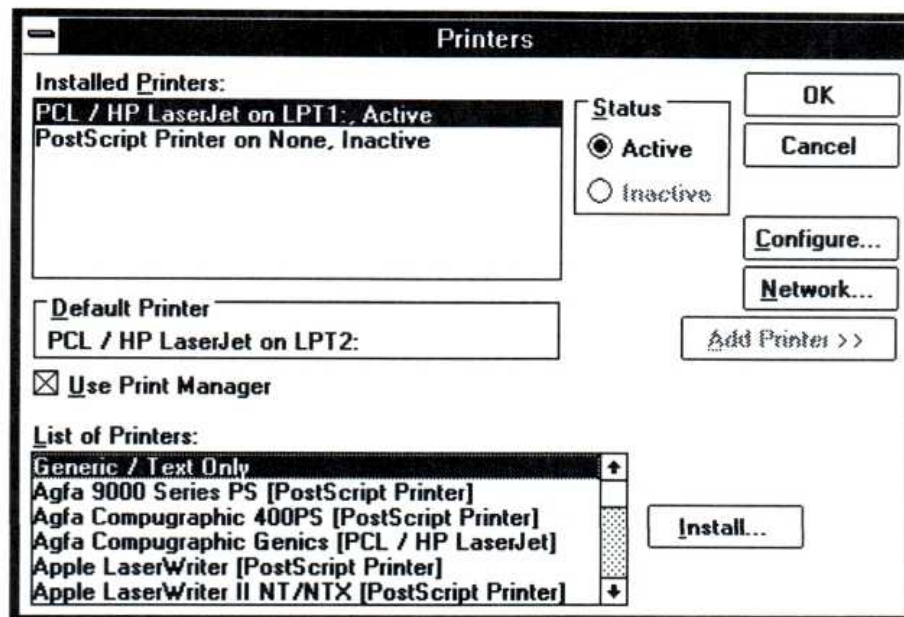 Printers
Installed Printers:
PCL / HP LaserJet on LPT1:, Active
PostScript Printer on None, Inactive
Status
Active
Inactive
OK
Cancel
Configure...
Network...
Add Printer >>
Default Printer
PCL / HP LaserJet on LPT2:
Use Print Manager
List of Printers:
Generic / Text Only
Agfa 9000 Series PS [PostScript Printer]
Agfa Compugraphic 400PS [PostScript Printer]
Agfa Compugraphic Genics [PCL / HP LaserJet]
Apple LaserWriter [PostScript Printer]
Apple LaserWriter II NT/NTX [PostScript Printer]
Install...